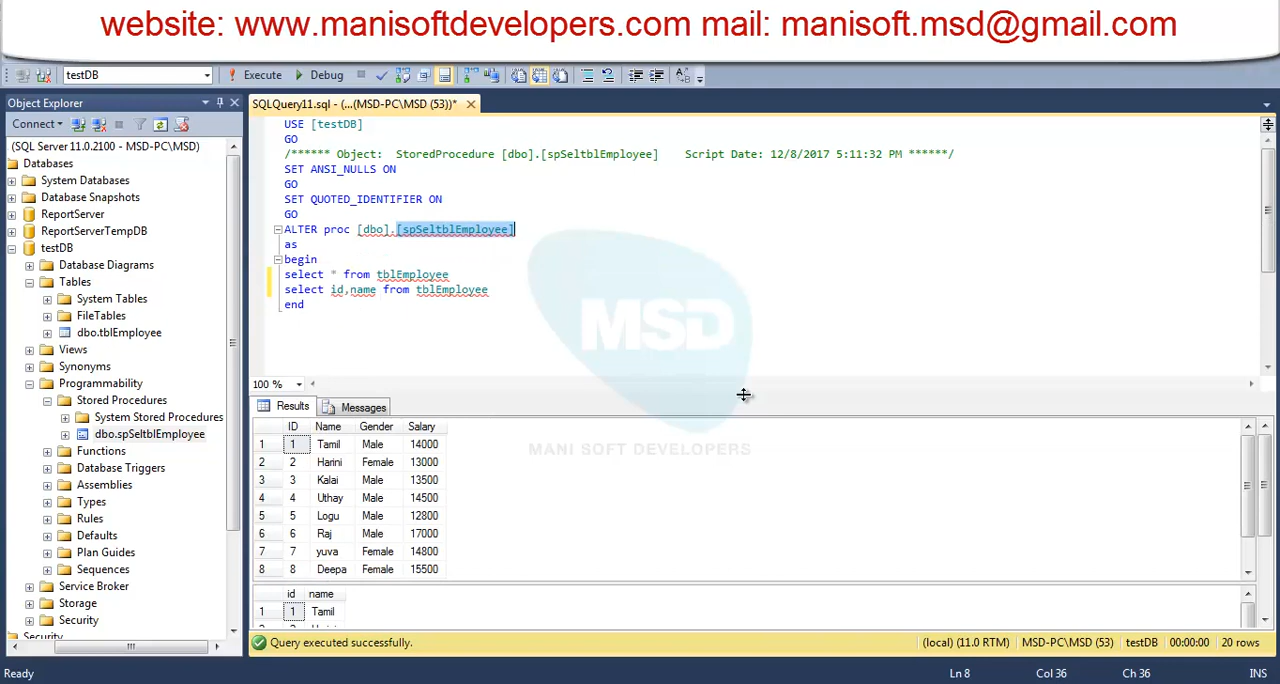 website: www.manisoftdevelopers.com mail: manisoft.msd@gmail.com
testDB
Execute
Debug
Object Explorer
SQLQuery11.sql - (...(MSD-PC\MSD (53))*
Connect
(SQL Server 11.0.2100 - MSD-PC\MSD)
Databases
System Databases
Database Snapshots
ReportServer
ReportServerTempDB
testDB
Database Diagrams
Tables
System Tables
FileTables
dbo.tblEmployee
Views
Synonyms
Programmability
Stored Procedures
System Stored Procedures
dbo.spSeltblEmployee
Functions
Database Triggers
Assemblies
Types
Rules
Defaults
Plan Guides
Sequences
Service Broker
Storage
Security
Security
USE [testDB]
GO
/****** Object:  StoredProcedure [dbo].[spSeltblEmployee]    Script Date: 12/8/2017 5:11:32 PM ******/
SET ANSI_NULLS ON
GO
SET QUOTED_IDENTIFIER ON
GO
ALTER proc [dbo].[spSeltblEmployee]
as
begin
select * from tblEmployee
select id,name from tblEmployee
end
MSD
MANI SOFT DEVELOPERS
100 %
Results
Messages
ID Name Gender Salary
1 1 Tamil Male 14000
2 2 Harini Female 13000
3 3 Kalai Male 13500
4 4 Uthay Male 14500
5 5 Logu Male 12800
6 6 Raj Male 17000
7 7 yuva Female 14800
8 8 Deepa Female 15500
id name
1 1 Tamil
Query executed successfully.
(local) (11.0 RTM)
MSD-PC\MSD (53)
testDB
00:00:00
20 rows
Ready
Ln 8
Col 36
Ch 36
INS